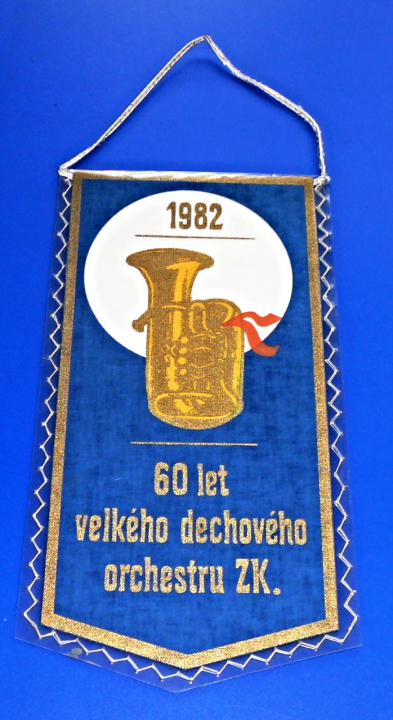 1982
60 let
velkého dechového
orchestru ZK.